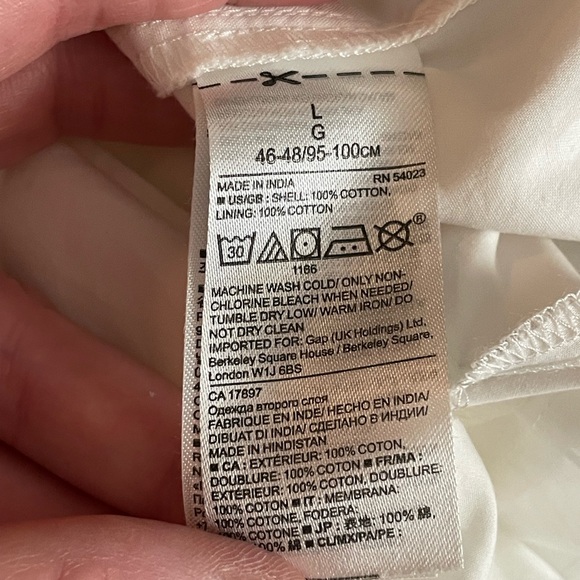 L
G
46-48/95-100CM
MADE IN INDIA RN 54023
■ US/GB : SHELL: 100% COTTON,
LINING: 100% COTTON
30
®
1186
MACHINE WASH COLD/ ONLY NON-
CHLORINE BLEACH WHEN NEEDED/
TUMBLE DRY LOW/ WARM IRON/ DO
NOT DRY CLEAN
IMPORTED FOR: Gap (UK Holdings) Ltd,
Berkeley Square House / Berkeley Square,
London W1J 6BS
CA 17897
Одежда второго слоя
FABRIQUE EN INDE/ HECHO EN INDIA/
DIBUAT DI INDIA/ СДЕЛАНО В ИНДИИ/
MADE IN HINDISTAN
■ CA : EXTÉRIEUR: 100% COTON,
DOUBLURE: 100% COTON ■ FR/MA :
EXTÉRIEUR: 100% COTON, DOUBLURE:
100% COTON ■ IT : MEMBRANA:
100% COTONE, FODERA:
100% COTONE ■ JP : 表地: 100% 綿,
100% 綿 ■ CL/MX/PA/PE :